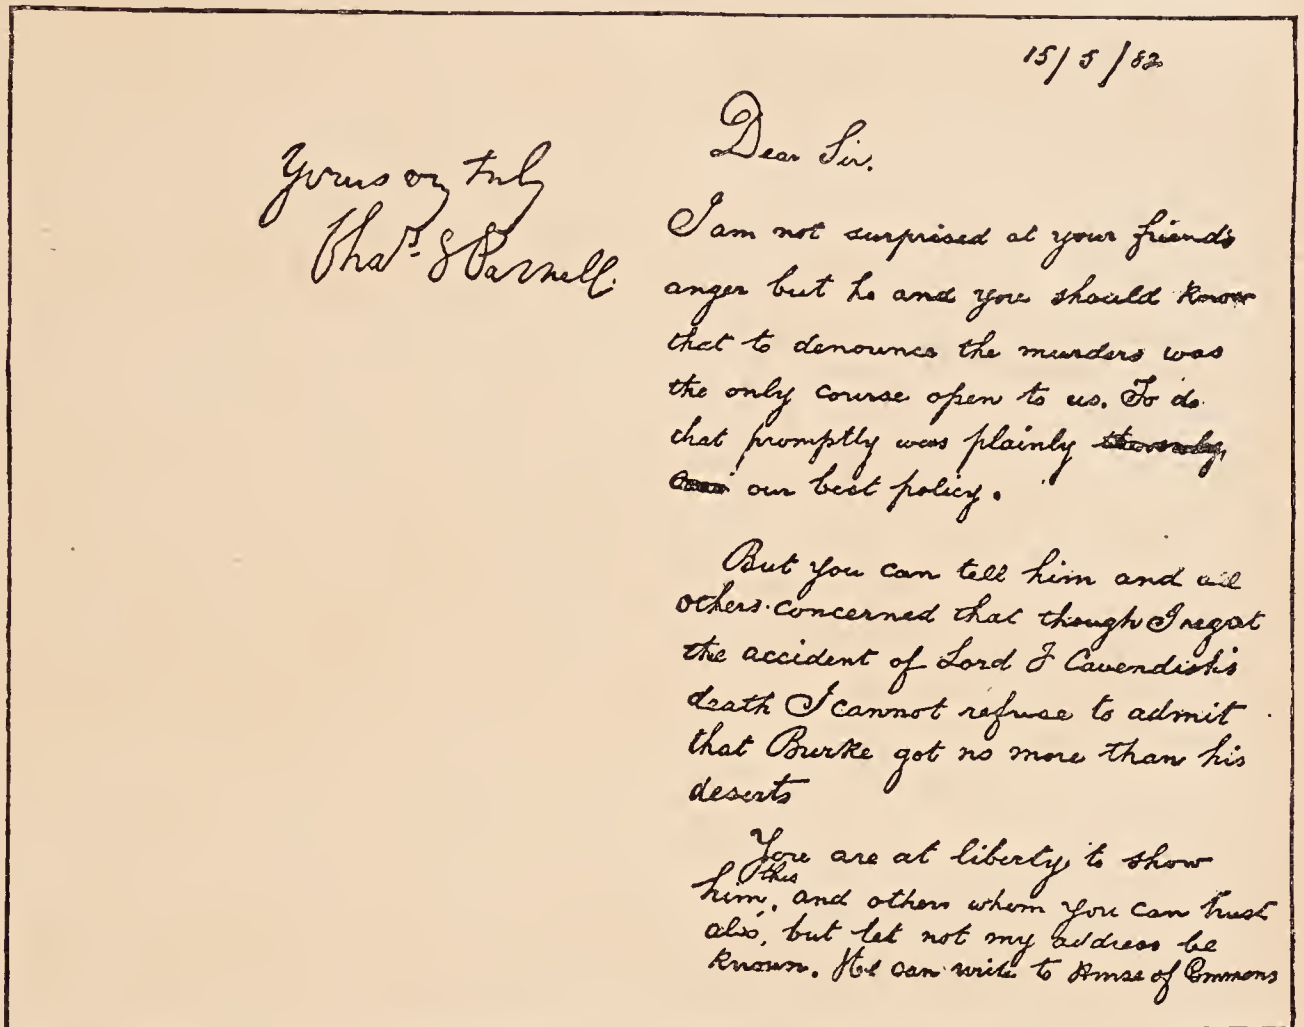 15/5/82
Dear Sir.
I am not surprised at your friend's
anger but he and you should know
that to denounce the murders was
the only course open to us. To do
that promptly was plainly the only
our best policy.
But you can tell him and all
others concerned that though I regret
the accident of Lord F Cavendish's
death I cannot refuse to admit
that Burke got no more than his
deserts
You are at liberty to show
him this, and others whom you can trust
also, but let not my address be
known. He can write to House of Commons
Yours very truly
Chas. S Parnell.